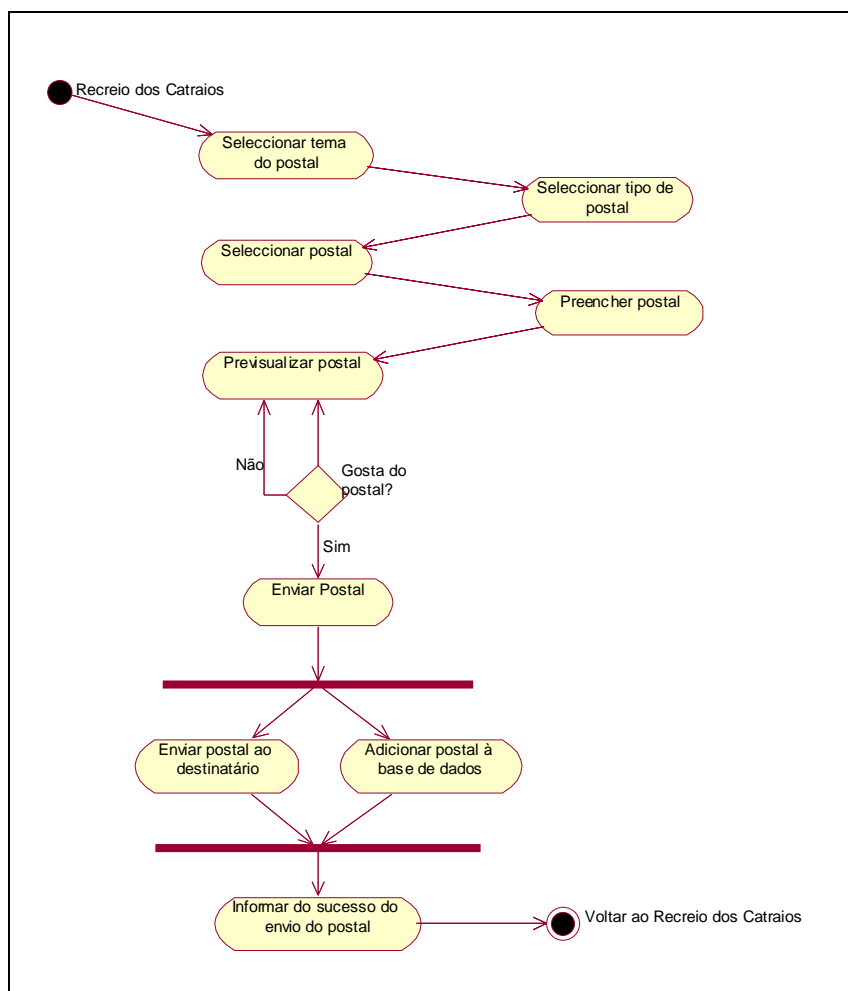 Recreio dos Catraios
Seleccionar tema
do postal
Seleccionar tipo de
postal
Seleccionar postal
Preencher postal
Previsualizar postal
Não
Gosta do
postal?
Sim
Enviar Postal
Enviar postal ao
destinatário
Adicionar postal à
base de dados
Informar do sucesso do
envio do postal
Voltar ao Recreio dos Catraios